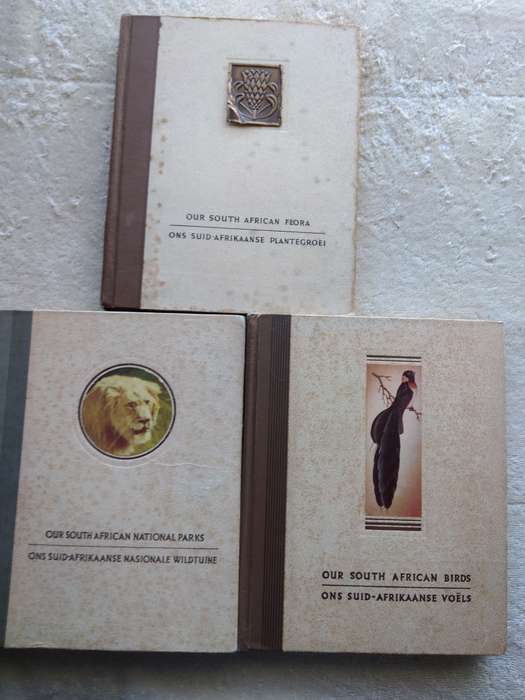 OUR SOUTH AFRICAN FLORA
ONS SUID-AFRIKAANSE PLANTEGROEI
OUR SOUTH AFRICAN NATIONAL PARKS
ONS SUID-AFRIKAANSE NASIONALE WILDTUINE
OUR SOUTH AFRICAN BIRDS
ONS SUID-AFRIKAANSE VOËLS